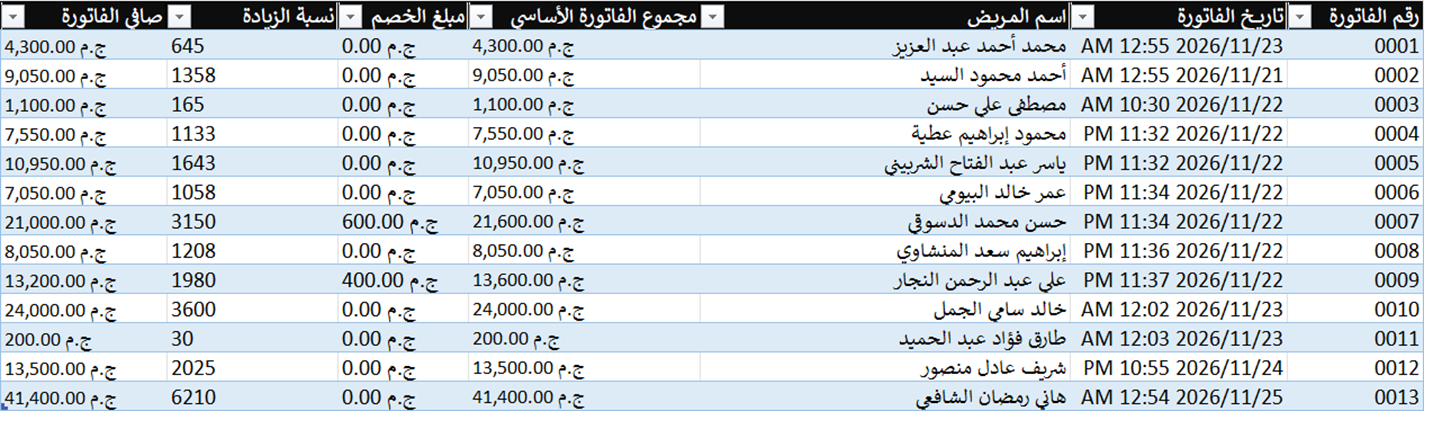 رقم الفاتورة تاريخ الفاتورة اسم المريض مجموع الفاتورة الأساسي مبلغ الخصم نسبة الزيادة صافي الفاتورة
0001 2026/11/23 12:55 AM محمد أحمد عبد العزيز ج.م 4,300.00 ج.م 0.00 645 ج.م 4,300.00
0002 2026/11/21 12:55 AM أحمد محمود السيد ج.م 9,050.00 ج.م 0.00 1358 ج.م 9,050.00
0003 2026/11/22 10:30 AM مصطفى علي حسن ج.م 1,100.00 ج.م 0.00 165 ج.م 1,100.00
0004 2026/11/22 11:32 PM محمود إبراهيم عطية ج.م 7,550.00 ج.م 0.00 1133 ج.م 7,550.00
0005 2026/11/22 11:32 PM ياسر عبد الفتاح الشربيني ج.م 10,950.00 ج.م 0.00 1643 ج.م 10,950.00
0006 2026/11/22 11:34 PM عمر خالد البيومي ج.م 7,050.00 ج.م 0.00 1058 ج.م 7,050.00
0007 2026/11/22 11:34 PM حسن محمد الدسوقي ج.م 21,600.00 ج.م 600.00 3150 ج.م 21,000.00
0008 2026/11/22 11:36 PM إبراهيم سعد المنشاوي ج.م 8,050.00 ج.م 0.00 1208 ج.م 8,050.00
0009 2026/11/22 11:37 PM علي عبد الرحمن النجار ج.م 13,600.00 ج.م 400.00 1980 ج.م 13,200.00
0010 2026/11/23 12:02 AM خالد سامي الجمل ج.م 24,000.00 ج.م 0.00 3600 ج.م 24,000.00
0011 2026/11/23 12:03 AM طارق فؤاد عبد الحميد ج.م 200.00 ج.م 0.00 30 ج.م 200.00
0012 2026/11/24 10:55 PM شريف عادل منصور ج.م 13,500.00 ج.م 0.00 2025 ج.م 13,500.00
0013 2026/11/25 12:54 AM هاني رمضان الشافعي ج.م 41,400.00 ج.م 0.00 6210 ج.م 41,400.00